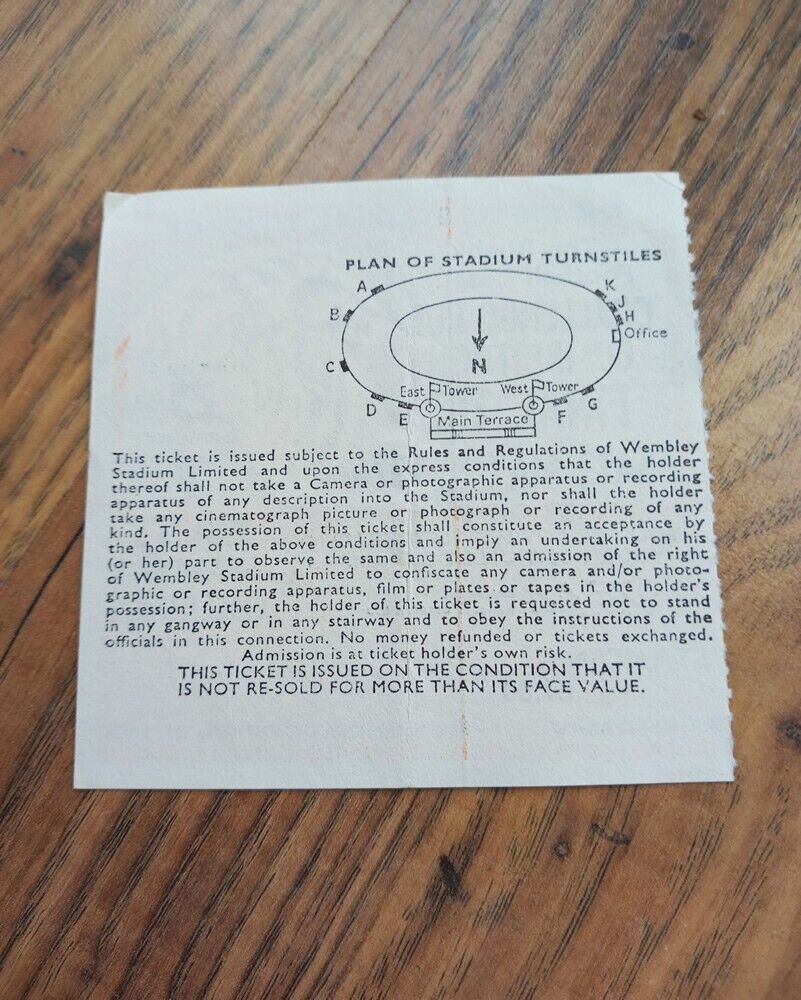 PLAN OF STADIUM TURNSTILES
A
K
J
B
H
Office
N
C
East Tower
West Tower
D
G
E
F
Main Terrace
This ticket is issued subject to the Rules and Regulations of Wembley
Stadium Limited and upon the express conditions that the holder
thereof shall not take a Camera or photographic apparatus or recording
apparatus of any description into the Stadium, nor shall the holder
take any cinematograph picture or photograph or recording of any
kind. The possession of this ticket shall constitute an acceptance by
the holder of the above conditions and imply an undertaking on his
(or her) part to observe the same and also an admission of the right
of Wembley Stadium Limited to confiscate any camera and/or photo-
graphic or recording apparatus, film or plates or tapes in the holder's
possession; further, the holder of this ticket is requested not to stand
in any gangway or in any stairway and to obey the instructions of the
officials in this connection. No money refunded or tickets exchanged.
Admission is at ticket holder's own risk.
THIS TICKET IS ISSUED ON THE CONDITION THAT IT
IS NOT RE-SOLD FOR MORE THAN ITS FACE VALUE.